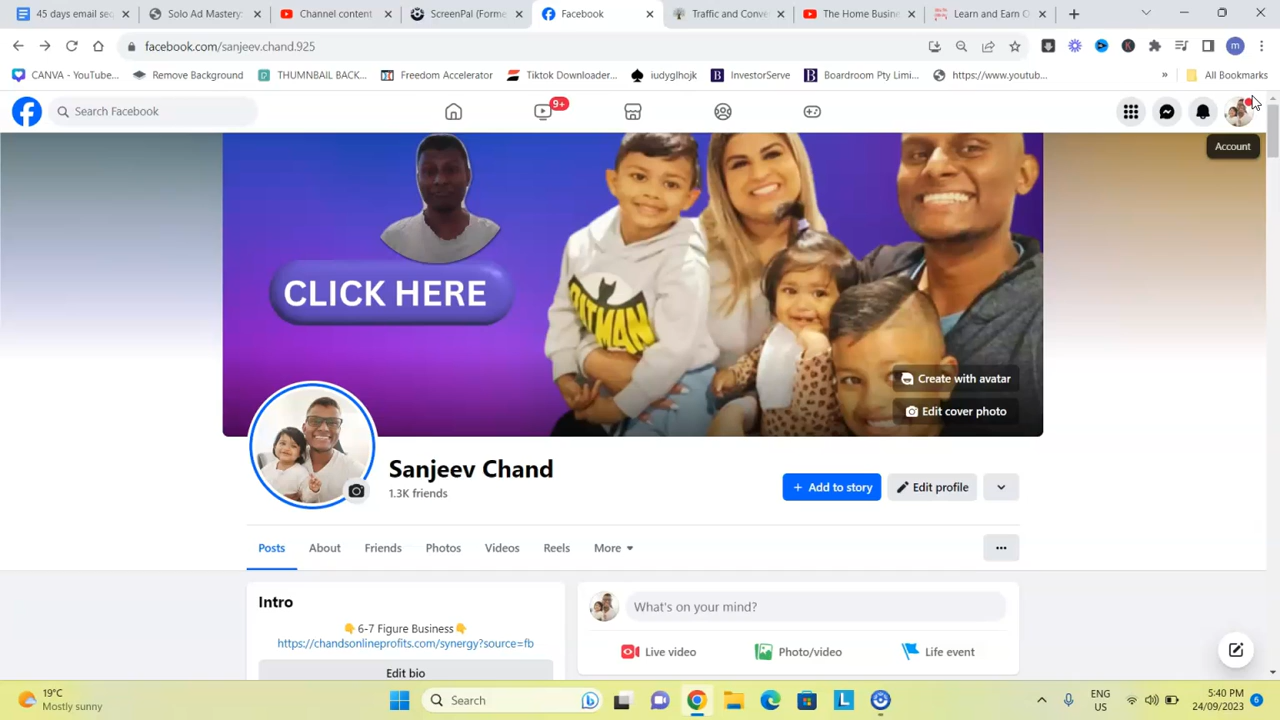 45 days email sec
Solo Ad Mastery
Channel content
ScreenPal (Forme
Facebook
Traffic and Conve
The Home Busine
Learn and Earn C
facebook.com/sanjeev.chand.925
m
CANVA - YouTube...
Remove Background
THUMNBAIL BACK...
Freedom Accelerator
Tiktok Downloader...
iudyglhojk
InvestorServe
Boardroom Pty Limi...
https://www.youtub...
»
All Bookmarks
Search Facebook
9+
Account
CLICK HERE
BATMAN
Create with avatar
Edit cover photo
Sanjeev Chand
1.3K friends
+ Add to story
Edit profile
Posts
About
Friends
Photos
Videos
Reels
More
Intro
👇6-7 Figure Business👇
https://chandsonlineprofits.com/synergy?source=fb
Edit bio
What's on your mind?
Live video
Photo/video
Life event
19°C
Mostly sunny
Search
ENG
US
5:40 PM
24/09/2023
6